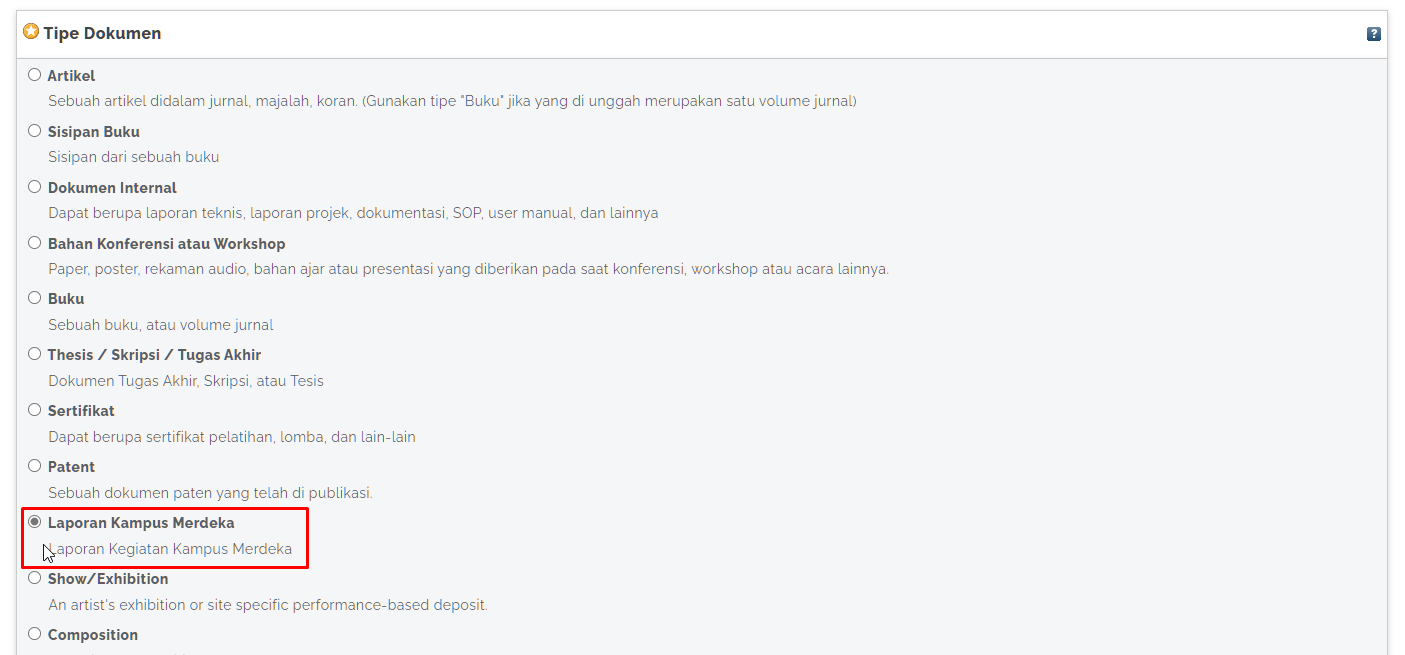 Tipe Dokumen
?
Artikel
Sebuah artikel didalam jurnal, majalah, koran. (Gunakan tipe "Buku" jika yang di unggah merupakan satu volume jurnal)
Sisipan Buku
Sisipan dari sebuah buku
Dokumen Internal
Dapat berupa laporan teknis, laporan projek, dokumentasi, SOP, user manual, dan lainnya
Bahan Konferensi atau Workshop
Paper, poster, rekaman audio, bahan ajar atau presentasi yang diberikan pada saat konferensi, workshop atau acara lainnya.
Buku
Sebuah buku, atau volume jurnal
Thesis / Skripsi / Tugas Akhir
Dokumen Tugas Akhir, Skripsi, atau Tesis
Sertifikat
Dapat berupa sertifikat pelatihan, lomba, dan lain-lain
Patent
Sebuah dokumen paten yang telah di publikasi.
Laporan Kampus Merdeka
Laporan Kegiatan Kampus Merdeka
Show/Exhibition
An artist's exhibition or site specific performance-based deposit.
Composition